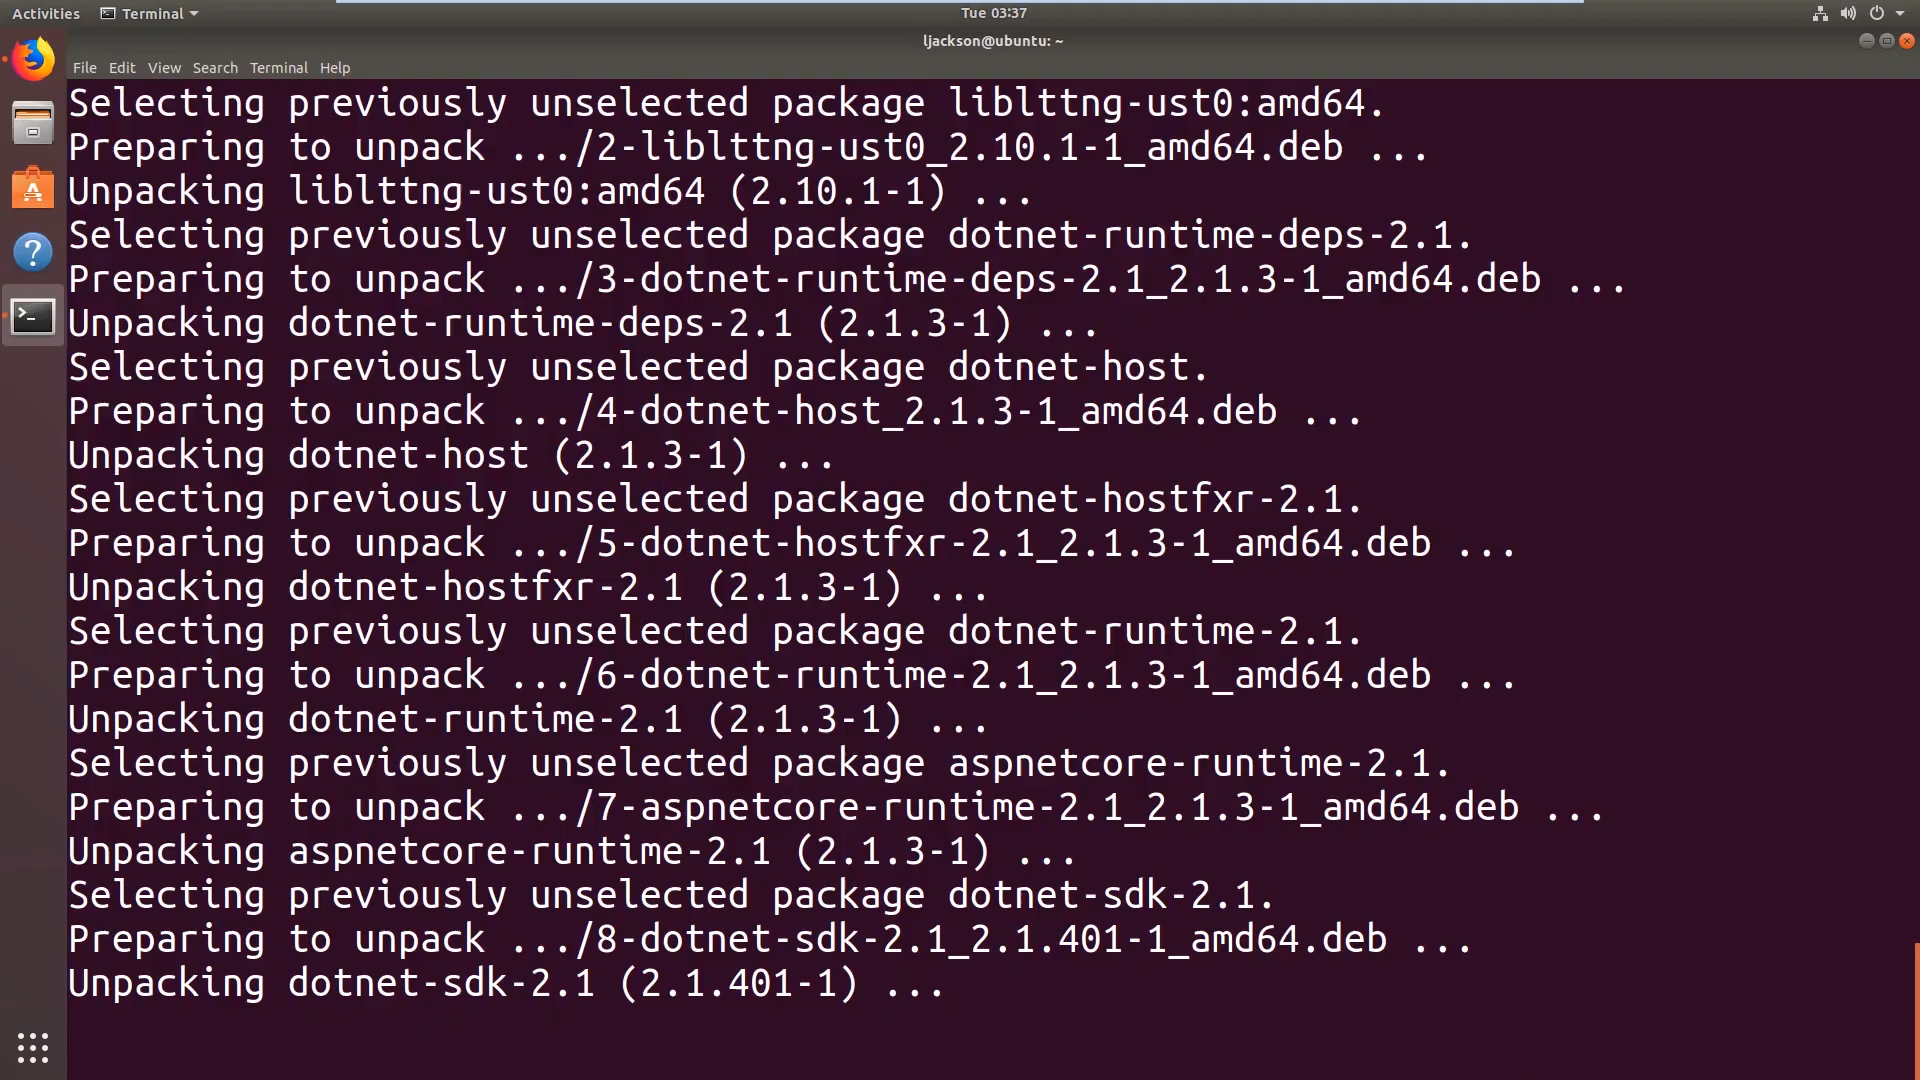 Activities Terminal Tue 03:37
ljackson@ubuntu: ~
File Edit View Search Terminal Help
Selecting previously unselected package liblttng-ust0:amd64.
Preparing to unpack .../2-liblttng-ust0_2.10.1-1_amd64.deb ...
Unpacking liblttng-ust0:amd64 (2.10.1-1) ...
Selecting previously unselected package dotnet-runtime-deps-2.1.
Preparing to unpack .../3-dotnet-runtime-deps-2.1_2.1.3-1_amd64.deb ...
Unpacking dotnet-runtime-deps-2.1 (2.1.3-1) ...
Selecting previously unselected package dotnet-host.
Preparing to unpack .../4-dotnet-host_2.1.3-1_amd64.deb ...
Unpacking dotnet-host (2.1.3-1) ...
Selecting previously unselected package dotnet-hostfxr-2.1.
Preparing to unpack .../5-dotnet-hostfxr-2.1_2.1.3-1_amd64.deb ...
Unpacking dotnet-hostfxr-2.1 (2.1.3-1) ...
Selecting previously unselected package dotnet-runtime-2.1.
Preparing to unpack .../6-dotnet-runtime-2.1_2.1.3-1_amd64.deb ...
Unpacking dotnet-runtime-2.1 (2.1.3-1) ...
Selecting previously unselected package aspnetcore-runtime-2.1.
Preparing to unpack .../7-aspnetcore-runtime-2.1_2.1.3-1_amd64.deb ...
Unpacking aspnetcore-runtime-2.1 (2.1.3-1) ...
Selecting previously unselected package dotnet-sdk-2.1.
Preparing to unpack .../8-dotnet-sdk-2.1_2.1.401-1_amd64.deb ...
Unpacking dotnet-sdk-2.1 (2.1.401-1) ...